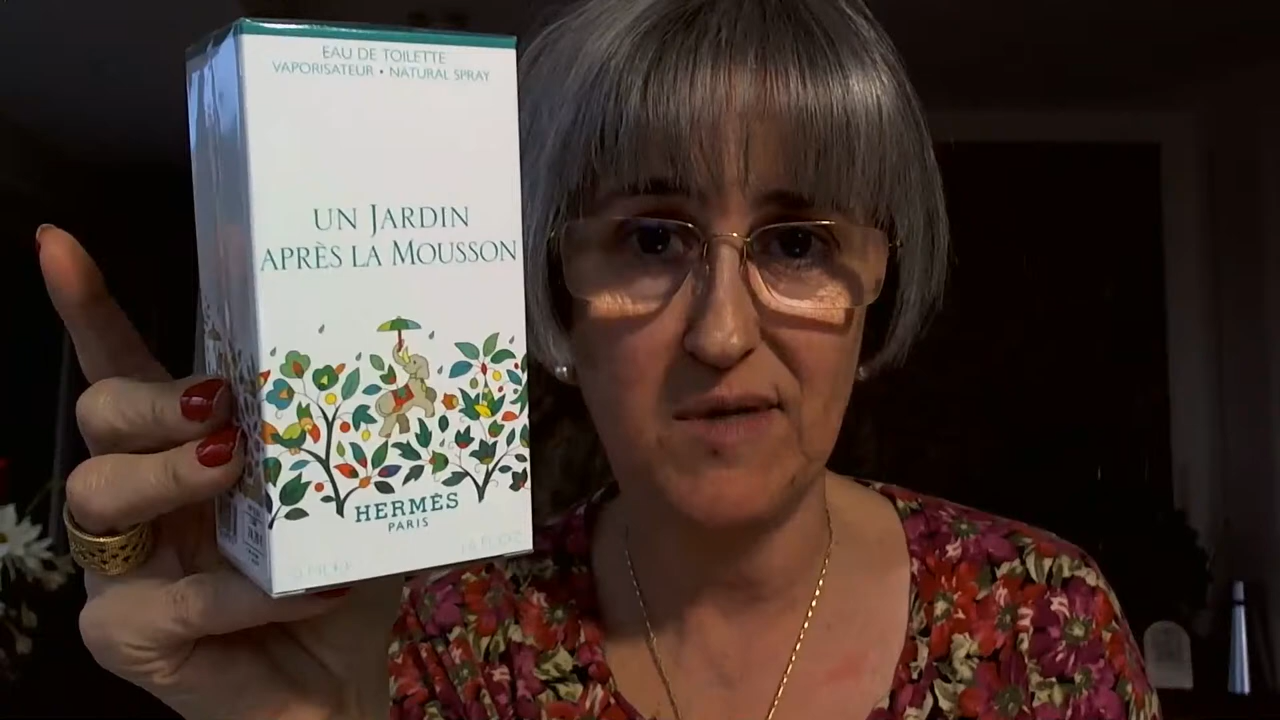 EAU DE TOILETTE
VAPORISATEUR • NATURAL SPRAY
UN JARDIN
APRÈS LA MOUSSON
HERMÈS
PARIS